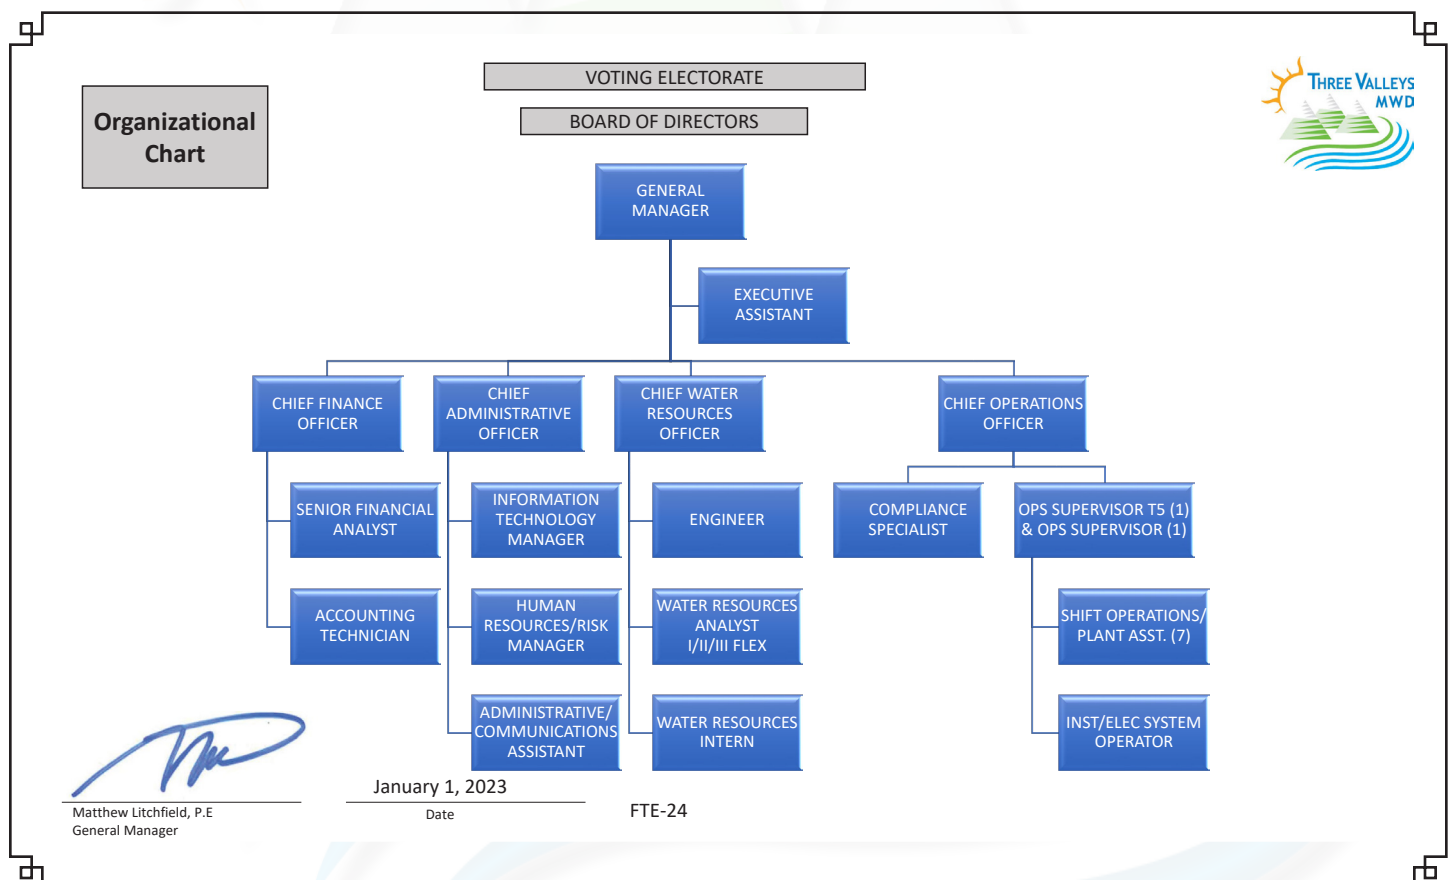 VOTING ELECTORATE
THREE VALLEYS
MWD
Organizational
Chart
BOARD OF DIRECTORS
GENERAL
MANAGER
EXECUTIVE
ASSISTANT
CHIEF FINANCE
OFFICER
CHIEF
ADMINISTRATIVE
OFFICER
CHIEF WATER
RESOURCES
OFFICER
CHIEF OPERATIONS
OFFICER
SENIOR FINANCIAL
ANALYST
INFORMATION
TECHNOLOGY
MANAGER
ENGINEER
COMPLIANCE
SPECIALIST
OPS SUPERVISOR T5 (1)
& OPS SUPERVISOR (1)
ACCOUNTING
TECHNICIAN
HUMAN
RESOURCES/RISK
MANAGER
WATER RESOURCES
ANALYST
I/II/III FLEX
SHIFT OPERATIONS/
PLANT ASST. (7)
ADMINISTRATIVE/
COMMUNICATIONS
ASSISTANT
WATER RESOURCES
INTERN
INST/ELEC SYSTEM
OPERATOR
January 1, 2023
Matthew Litchfield, P.E
General Manager
Date
FTE-24